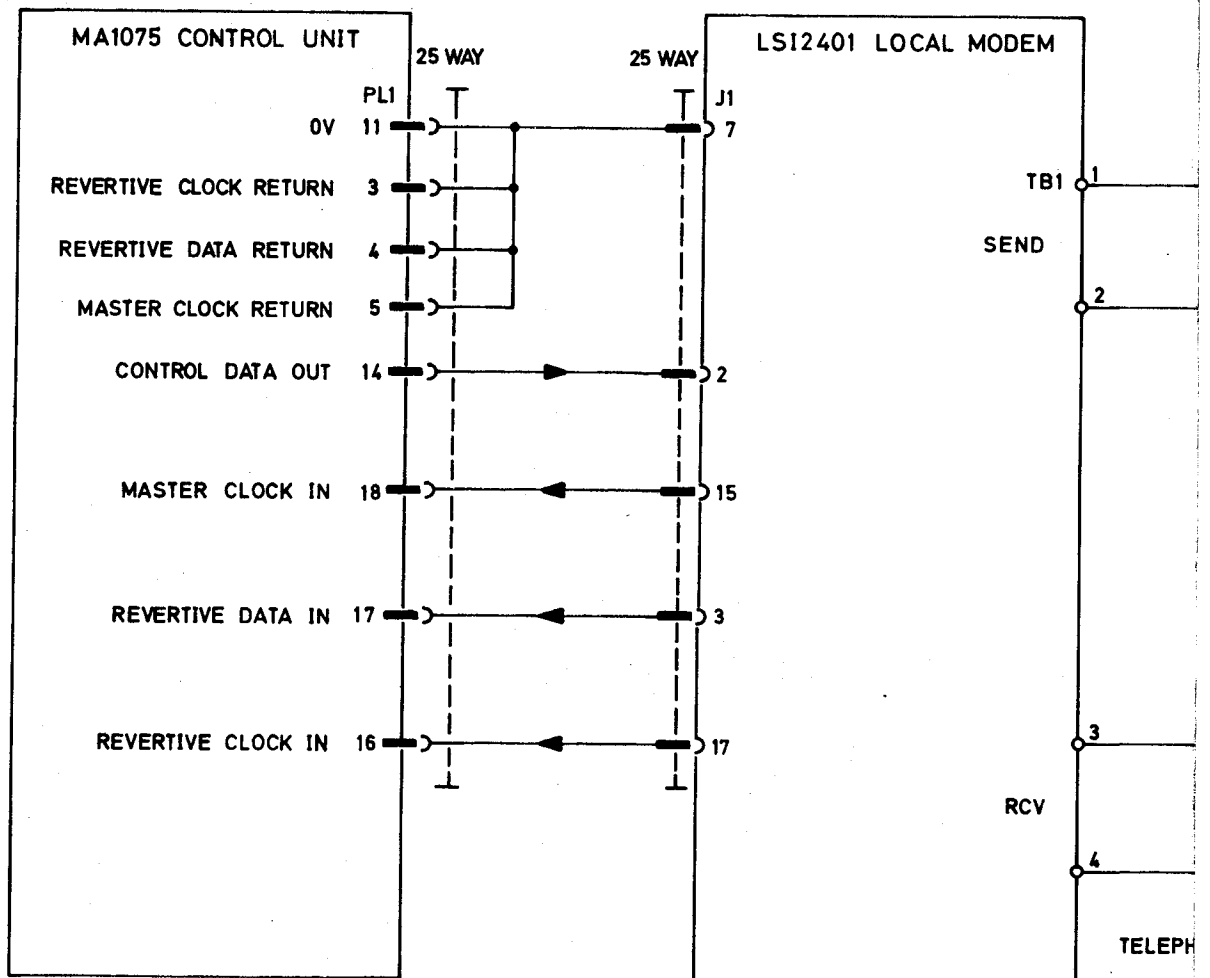 MA1075 CONTROL UNIT
LSI2401 LOCAL MODEM
25 WAY
25 WAY
PL1
J1
0V 11
7
REVERTIVE CLOCK RETURN 3
REVERTIVE DATA RETURN 4
MASTER CLOCK RETURN 5
CONTROL DATA OUT 14
2
MASTER CLOCK IN 18
15
REVERTIVE DATA IN 17
3
REVERTIVE CLOCK IN 16
17
TB1 1
SEND
2
3
RCV
4
TELEPH